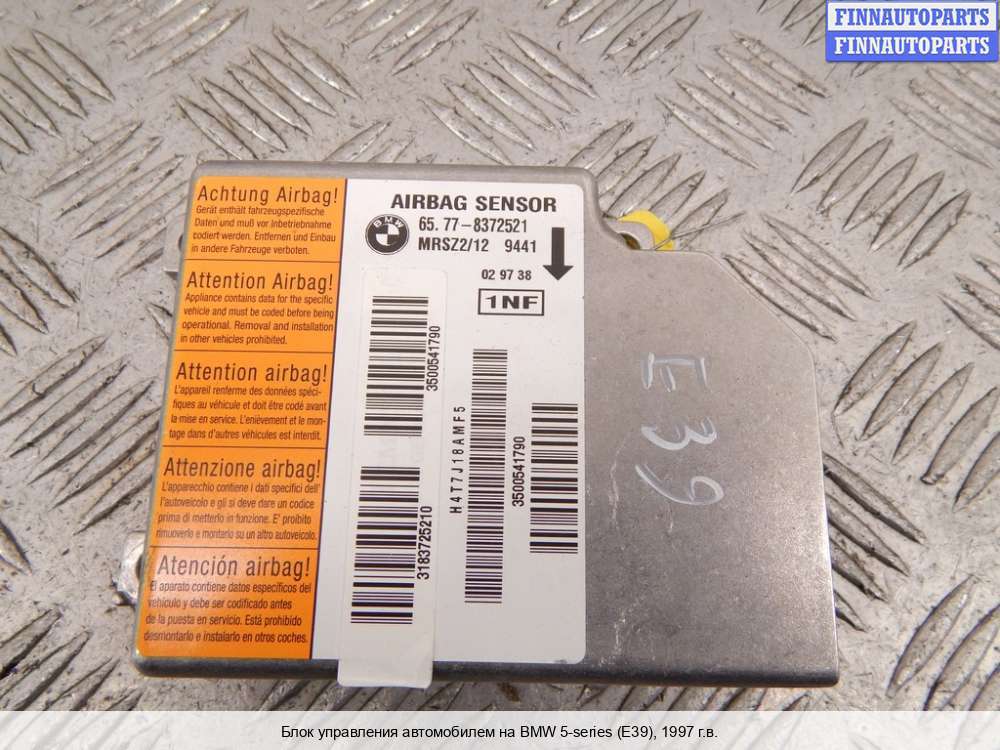 FINNAUTOPARTS
FINNAUTOPARTS
Achtung Airbag!
Gerät enthält fahrzeugspezifische
Daten und muß vor Inbetriebnahme
codiert werden. Entfernen und Einbau
in andere Fahrzeuge verboten.
Attention Airbag!
Appliance contains data for the specific
vehicle and must be coded before being
operational. Removal and installation
in other vehicles prohibited.
Attention airbag!
L'appareil renferme des données spéci-
fiques au véhicule et doit être codé avant
la mise en service. L'enlèvement et le mon-
tage dans d'autres véhicules est interdit.
Attenzione airbag!
L'apparecchio contiene i dati specifici dell'
l'autoveicolo e gli si deve dare un codice
prima di metterlo in funzione. E' proibito
rimuoverlo e montarlo su un altro autoveicolo.
Atención airbag!
El aparato contiene datos específicos del
vehículo y debe ser codificado antes
de la puesta en servicio. Está prohibido
desmontarlo e instalarlo en otros coches.
AIRBAG SENSOR
BMW
65.77-8372521
MRSZ2/12 9441
02 97 38
1NF
3500541790
3183725210
H4T7J18AMF5
3500541790
E39
Блок управления автомобилем на BMW 5-series (E39), 1997 г.в.